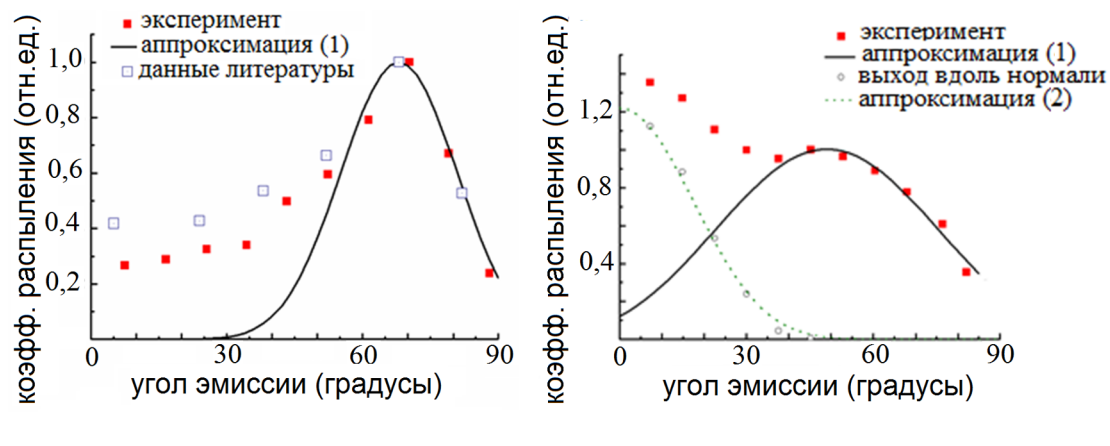 эксперимент
аппроксимация (1)
данные литературы
коэфф. распыления (отн.ед.)
1,0
0,8
0,6
0,4
0,2
0
30
60
90
угол эмиссии (градусы)
эксперимент
аппроксимация (1)
выход вдоль нормали
аппроксимация (2)
коэфф. распыления (отн.ед.)
1,2
0,8
0,4
0
30
60
90
угол эмиссии (градусы)